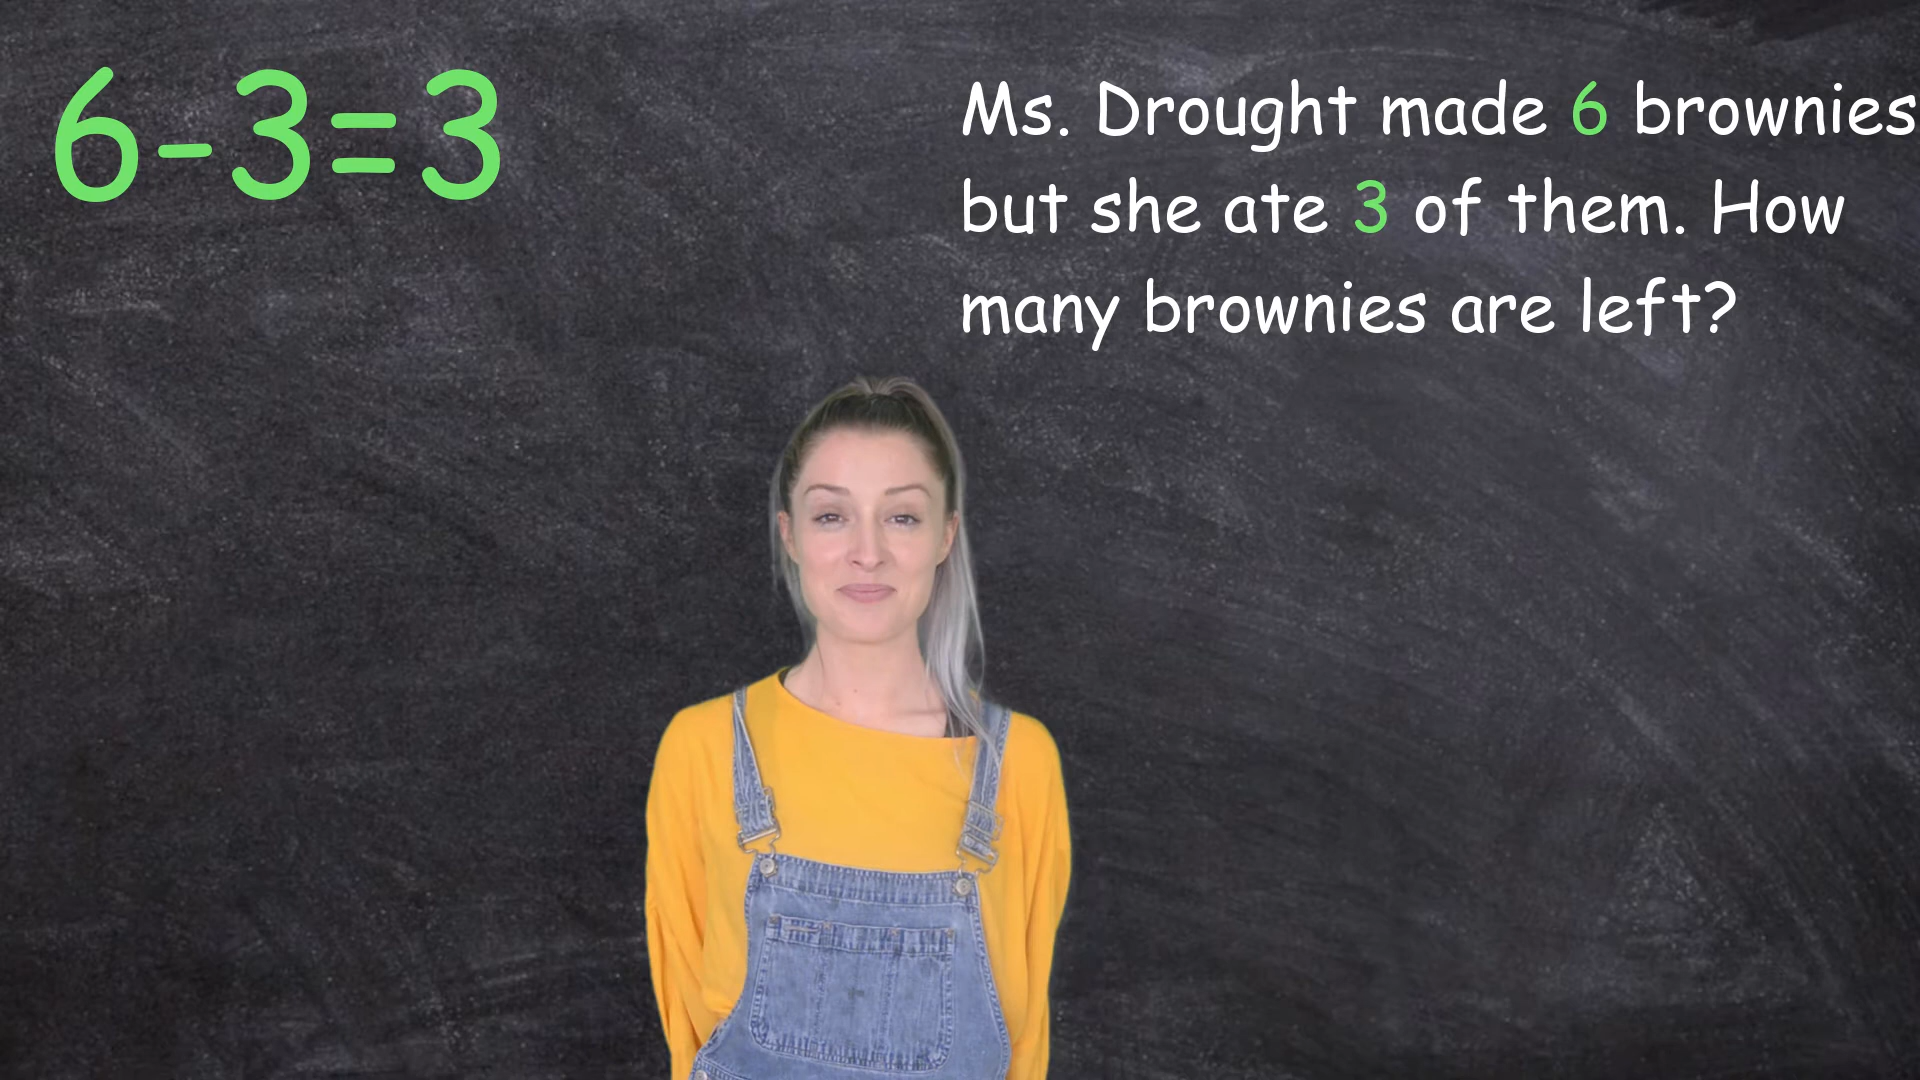 6-3=3
Ms. Drought made 6 brownies
but she ate 3 of them. How
many brownies are left?